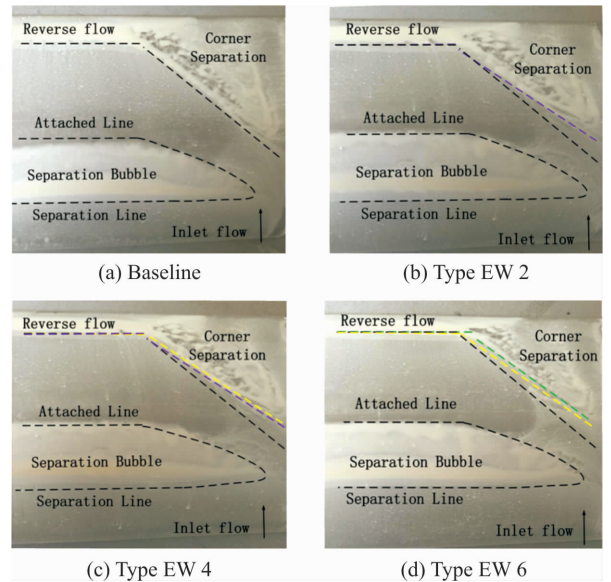 Reverse flow
Corner
Separation
Attached Line
Separation Bubble
Separation Line
Inlet flow
(a) Baseline
Reverse flow
Corner
Separation
Attached Line
Separation Bubble
Separation Line
Inlet flow
(b) Type EW 2
Reverse flow
Corner
Separation
Attached Line
Separation Bubble
Separation Line
Inlet flow
(c) Type EW 4
Reverse flow
Corner
Separation
Attached Line
Separation Bubble
Separation Line
Inlet flow
(d) Type EW 6